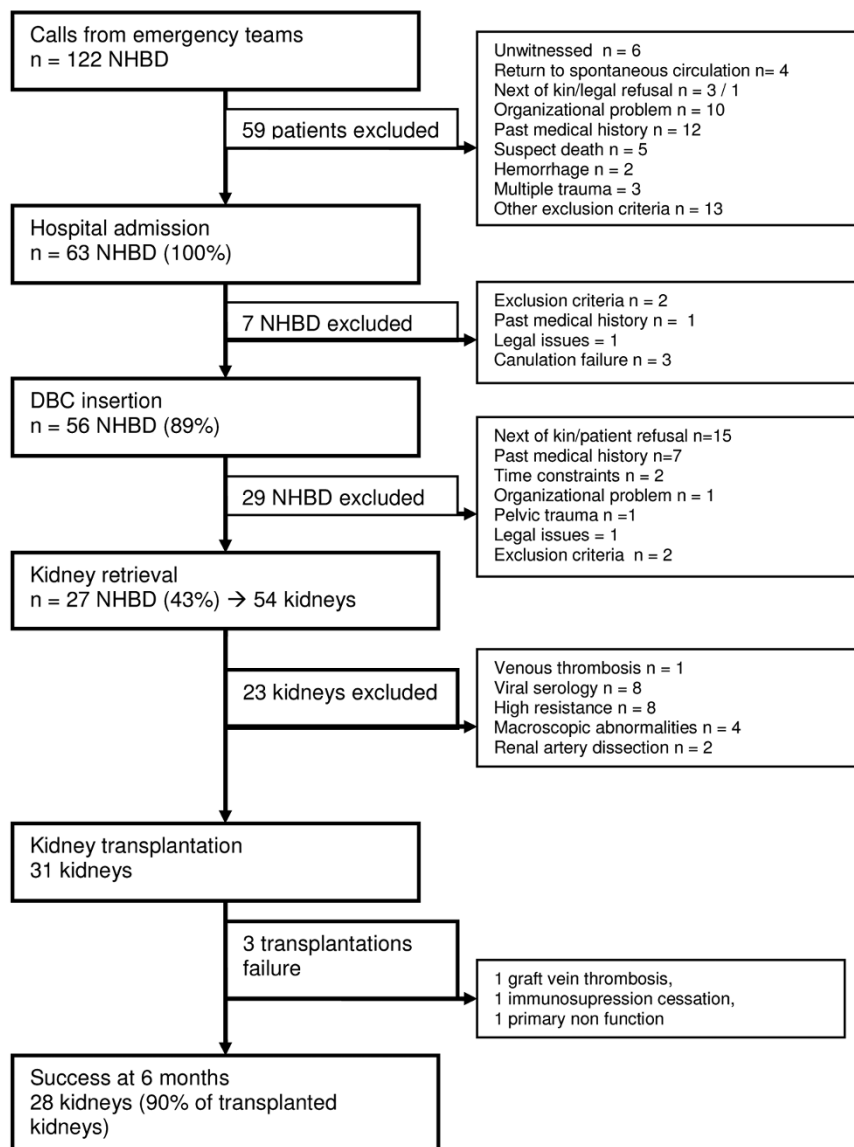 Calls from emergency teams
n = 122 NHBD
Unwitnessed n = 6
Return to spontaneous circulation n= 4
Next of kin/legal refusal n = 3 / 1
Organizational problem n = 10
Past medical history n = 12
Suspect death n = 5
Hemorrhage n = 2
Multiple trauma n = 3
Other exclusion criteria n = 13
59 patients excluded
Hospital admission
n = 63 NHBD (100%)
Exclusion criteria n = 2
Past medical history n = 1
Legal issues = 1
Canulation failure n = 3
7 NHBD excluded
DBC insertion
n = 56 NHBD (89%)
Next of kin/patient refusal n=15
Past medical history n=7
Time constraints n = 2
Organizational problem n = 1
Pelvic trauma n =1
Legal issues = 1
Exclusion criteria n = 2
29 NHBD excluded
Kidney retrieval
n = 27 NHBD (43%) → 54 kidneys
Venous thrombosis n = 1
Viral serology n = 8
High resistance n = 8
Macroscopic abnormalities n = 4
Renal artery dissection n = 2
23 kidneys excluded
Kidney transplantation
31 kidneys
3 transplantations
failure
1 graft vein thrombosis,
1 immunosupression cessation,
1 primary non function
Success at 6 months
28 kidneys (90% of transplanted
kidneys)